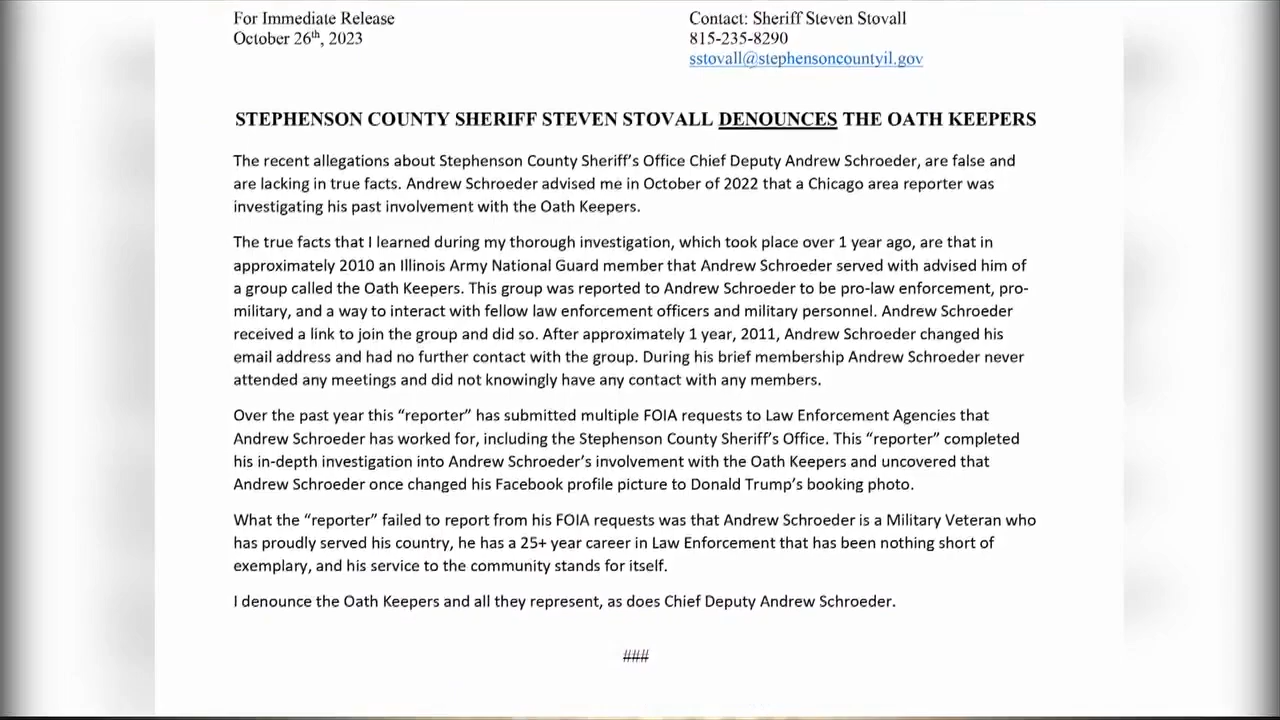 For Immediate Release
October 26th, 2023
Contact: Sheriff Steven Stovall
815-235-8290
sstovall@stephensoncountyil.gov
STEPHENSON COUNTY SHERIFF STEVEN STOVALL DENOUNCES THE OATH KEEPERS
The recent allegations about Stephenson County Sheriff's Office Chief Deputy Andrew Schroeder, are false and
are lacking in true facts. Andrew Schroeder advised me in October of 2022 that a Chicago area reporter was
investigating his past involvement with the Oath Keepers.
The true facts that I learned during my thorough investigation, which took place over 1 year ago, are that in
approximately 2010 an Illinois Army National Guard member that Andrew Schroeder served with advised him of
a group called the Oath Keepers. This group was reported to Andrew Schroeder to be pro-law enforcement, pro-
military, and a way to interact with fellow law enforcement officers and military personnel. Andrew Schroeder
received a link to join the group and did so. After approximately 1 year, 2011, Andrew Schroeder changed his
email address and had no further contact with the group. During his brief membership Andrew Schroeder never
attended any meetings and did not knowingly have any contact with any members.
Over the past year this “reporter” has submitted multiple FOIA requests to Law Enforcement Agencies that
Andrew Schroeder has worked for, including the Stephenson County Sheriff's Office. This “reporter” completed
his in-depth investigation into Andrew Schroeder's involvement with the Oath Keepers and uncovered that
Andrew Schroeder once changed his Facebook profile picture to Donald Trump's booking photo.
What the “reporter” failed to report from his FOIA requests was that Andrew Schroeder is a Military Veteran who
has proudly served his country, he has a 25+ year career in Law Enforcement that has been nothing short of
exemplary, and his service to the community stands for itself.
I denounce the Oath Keepers and all they represent, as does Chief Deputy Andrew Schroeder.
###